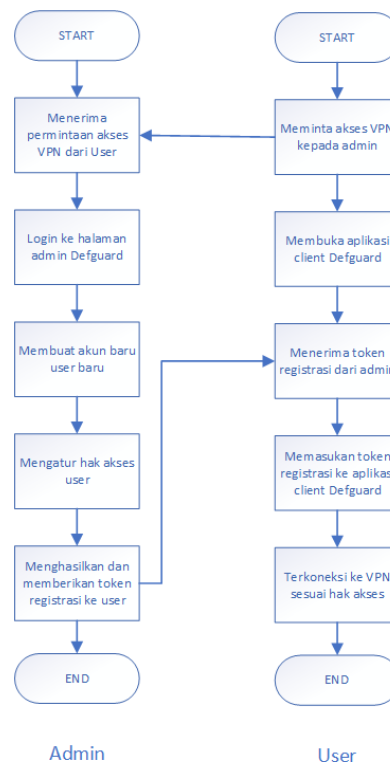 START
Menerima
permintaan akses
VPN dari User
Login ke halaman
admin Defguard
Membuat akun baru
user baru
Mengatur hak akses
user
Menghasilkan dan
memberikan token
registrasi ke user
END
Admin
START
Meminta akses VPN
kepada admin
Membuka aplikasi
client Defguard
Menerima token
registrasi dari admin
Memasukan token
registrasi ke aplikasi
client Defguard
Terkoneksi ke VPN
sesuai hak akses
END
User